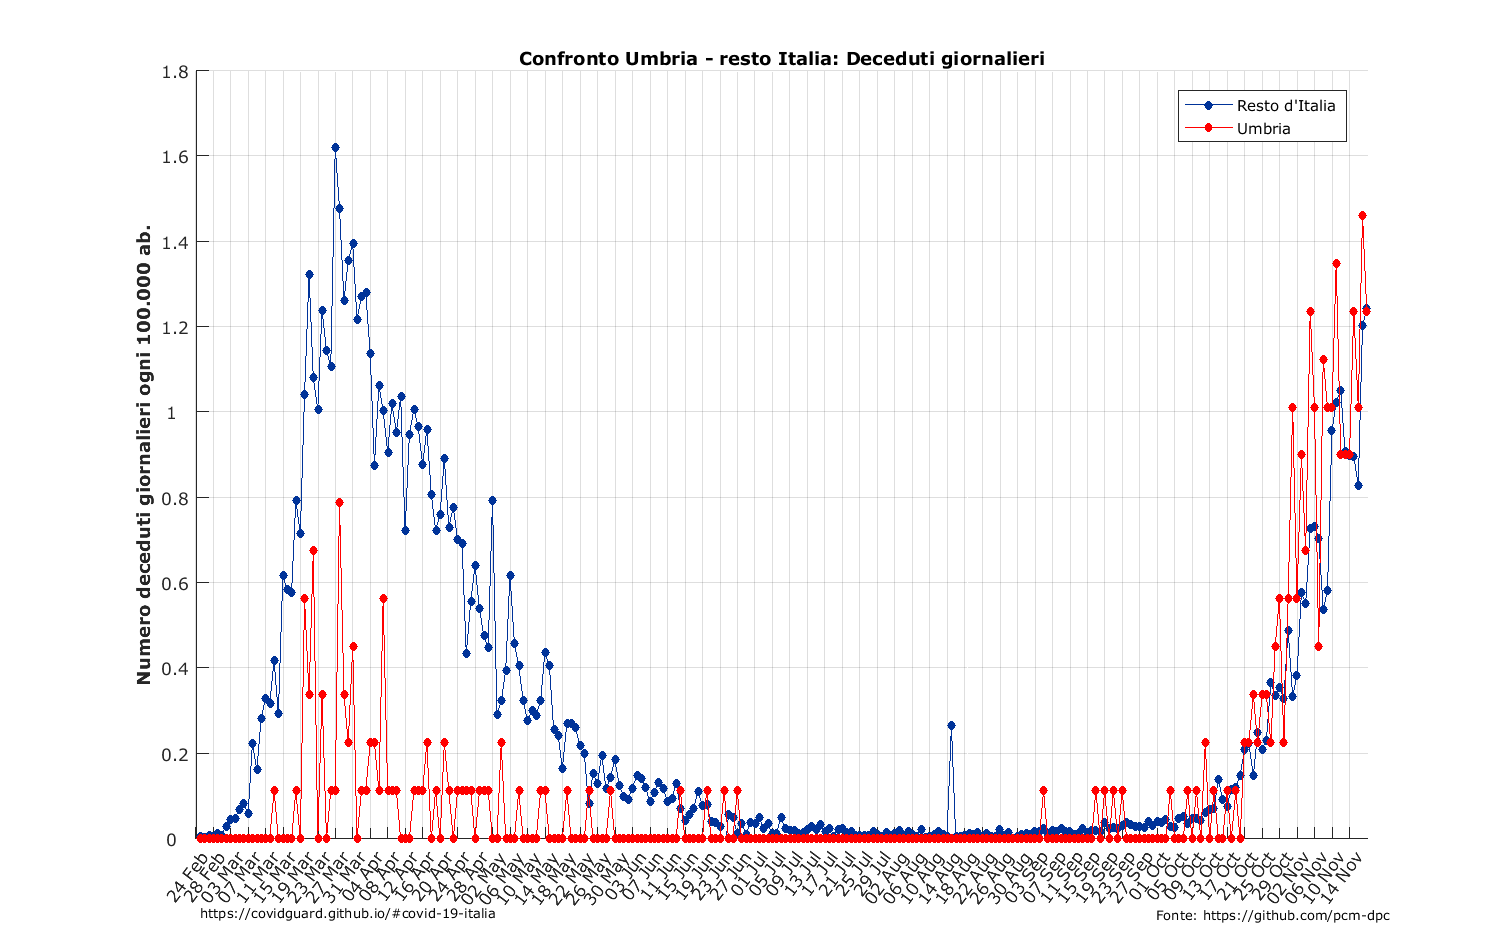 Confronto Umbria - resto Italia: Deceduti giornalieri
Numero deceduti giornalieri ogni 100.000 ab.
1.8
1.6
1.4
1.2
1
0.8
0.6
0.4
0.2
0
Resto d'Italia
Umbria
24 Feb
28 Feb
03 Mar
07 Mar
11 Mar
15 Mar
19 Mar
23 Mar
27 Mar
31 Mar
04 Apr
08 Apr
12 Apr
16 Apr
20 Apr
24 Apr
28 Apr
02 May
06 May
10 May
14 May
18 May
22 May
26 May
30 May
03 Jun
07 Jun
11 Jun
15 Jun
19 Jun
23 Jun
27 Jun
01 Jul
05 Jul
09 Jul
13 Jul
17 Jul
21 Jul
25 Jul
29 Jul
02 Aug
06 Aug
10 Aug
14 Aug
18 Aug
22 Aug
26 Aug
30 Aug
03 Sep
07 Sep
11 Sep
15 Sep
19 Sep
23 Sep
27 Sep
01 Oct
05 Oct
09 Oct
13 Oct
17 Oct
21 Oct
25 Oct
29 Oct
02 Nov
06 Nov
10 Nov
14 Nov
https://covidguard.github.io/#covid-19-italia
Fonte: https://github.com/pcm-dpc